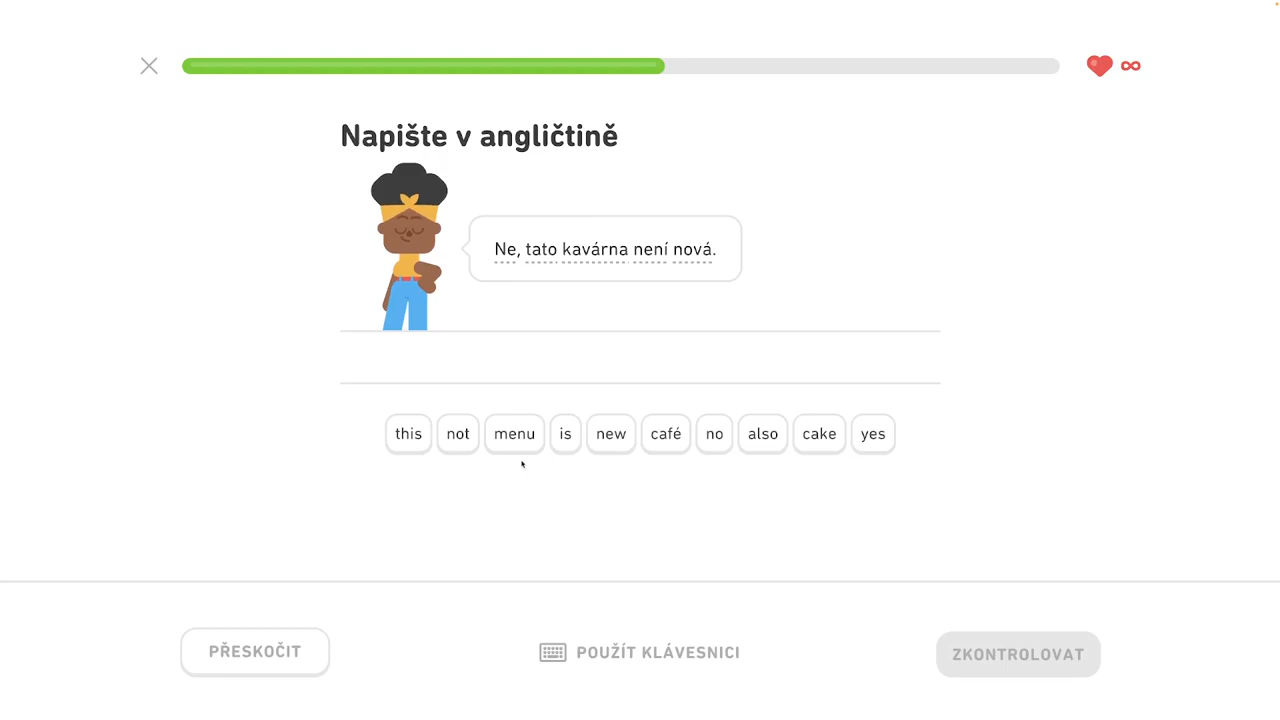 Napište v angličtině
Ne, tato kavárna není nová.
this not menu is new café no also cake yes
PŘESKOČIT POUŽÍT KLÁVESNICI ZKONTROLOVAT